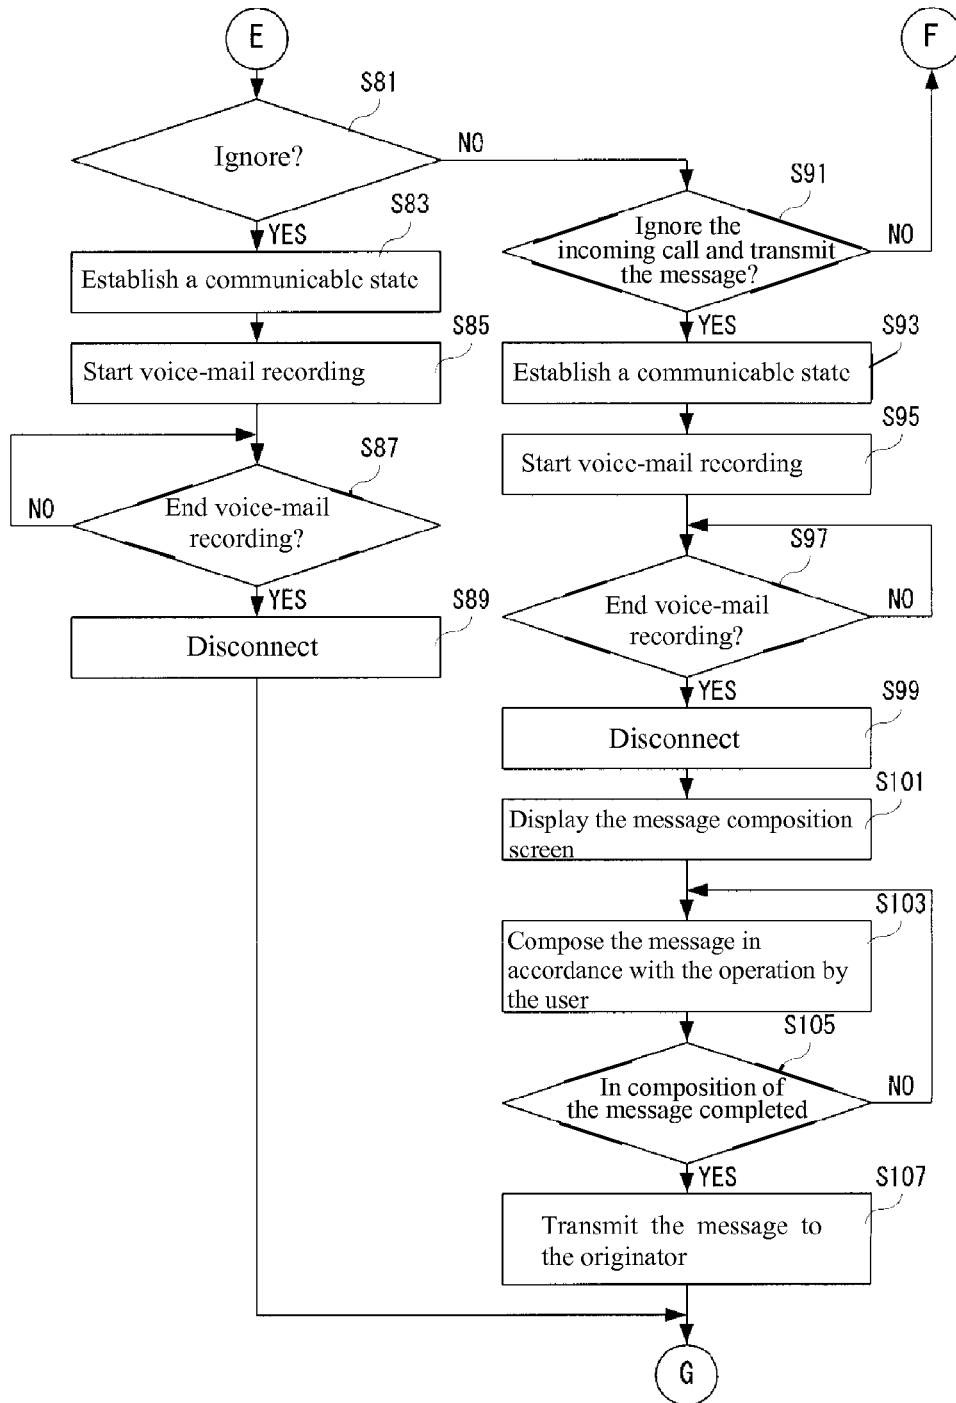 E
F
S81
Ignore?
NO
S91
Ignore the
incoming call and transmit
the message?
NO
YES
S83
Establish a communicable state
S85
Start voice-mail recording
S87
End voice-mail
recording?
NO
YES
S89
Disconnect
YES
S93
Establish a communicable state
S95
Start voice-mail recording
S97
End voice-mail
recording?
NO
YES
S99
Disconnect
S101
Display the message composition
screen
S103
Compose the message in
accordance with the operation by
the user
S105
In composition of
the message completed
NO
YES
S107
Transmit the message to
the originator
G